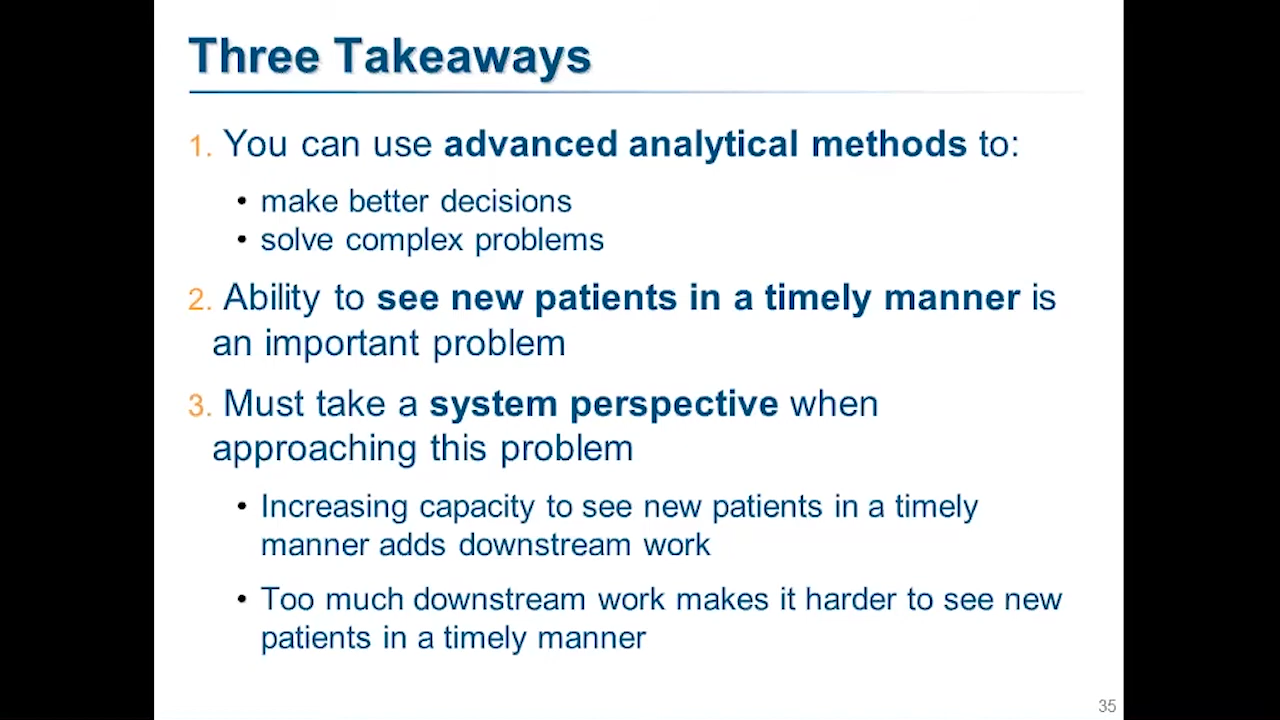 Three Takeaways
1. You can use advanced analytical methods to:
• make better decisions
• solve complex problems
2. Ability to see new patients in a timely manner is
an important problem
3. Must take a system perspective when
approaching this problem
• Increasing capacity to see new patients in a timely
manner adds downstream work
• Too much downstream work makes it harder to see new
patients in a timely manner
35